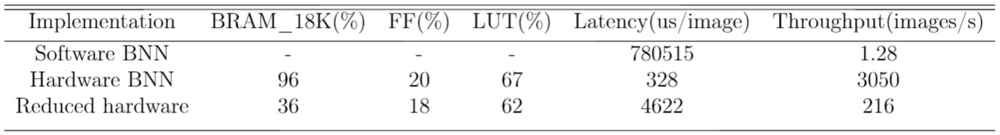 Implementation BRAM_18K(%) FF(%) LUT(%) Latency(us/image) Throughput(images/s)
Software BNN - - - 780515 1.28
Hardware BNN 96 20 67 328 3050
Reduced hardware 36 18 62 4622 216